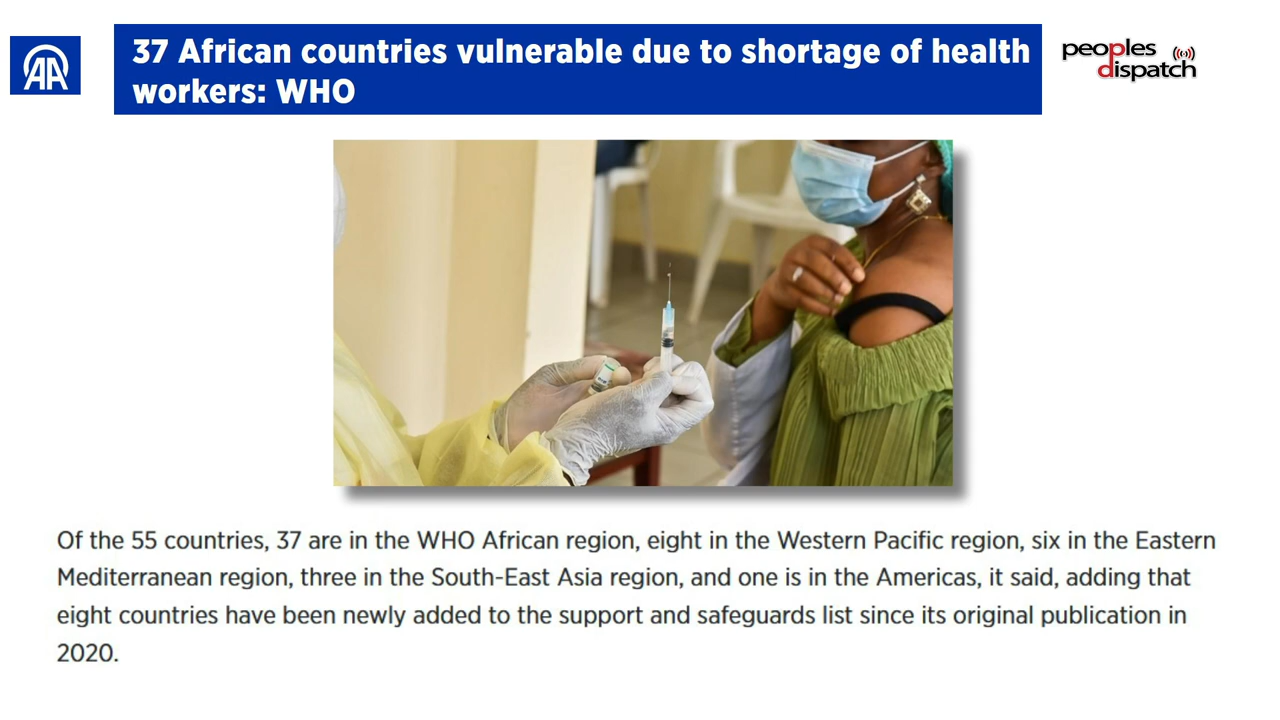 37 African countries vulnerable due to shortage of health
workers: WHO
AA
peoples
dispatch
Of the 55 countries, 37 are in the WHO African region, eight in the Western Pacific region, six in the Eastern
Mediterranean region, three in the South-East Asia region, and one is in the Americas, it said, adding that
eight countries have been newly added to the support and safeguards list since its original publication in
2020.